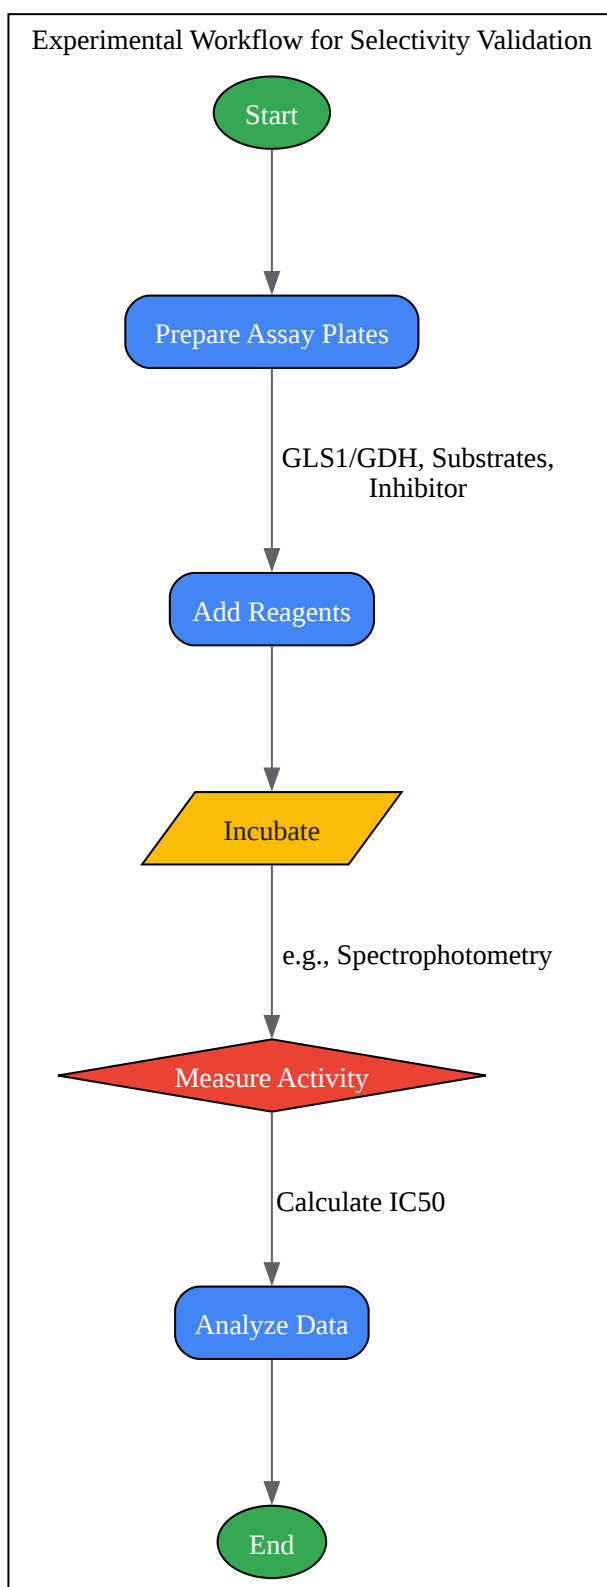 Experimental Workflow for Selectivity Validation
Start
Prepare Assay Plates
GLS1/GDH, Substrates,
Inhibitor
Add Reagents
Incubate
e.g., Spectrophotometry
Measure Activity
Calculate IC50
Analyze Data
End